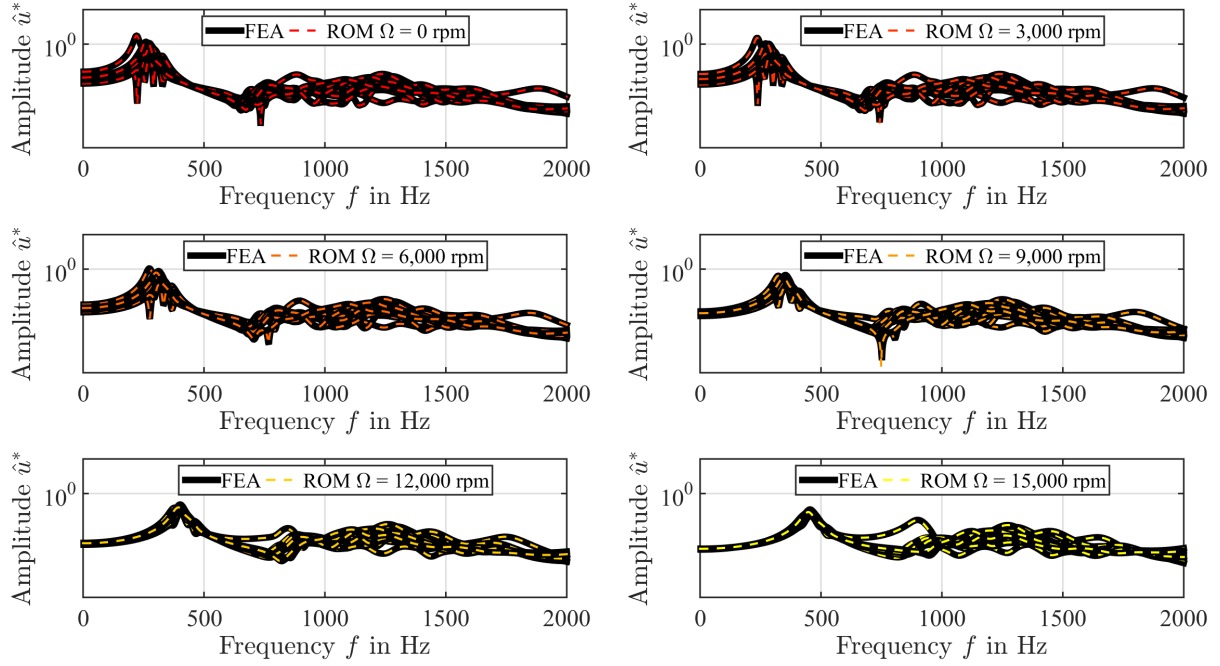 Amplitude û*
10⁰
FEA ROM Ω = 0 rpm
0 500 1000 1500 2000
Frequency f in Hz
Amplitude û*
10⁰
FEA ROM Ω = 3,000 rpm
0 500 1000 1500 2000
Frequency f in Hz
Amplitude û*
10⁰
FEA ROM Ω = 6,000 rpm
0 500 1000 1500 2000
Frequency f in Hz
Amplitude û*
10⁰
FEA ROM Ω = 9,000 rpm
0 500 1000 1500 2000
Frequency f in Hz
Amplitude û*
10⁰
FEA ROM Ω = 12,000 rpm
0 500 1000 1500 2000
Frequency f in Hz
Amplitude û*
10⁰
FEA ROM Ω = 15,000 rpm
0 500 1000 1500 2000
Frequency f in Hz